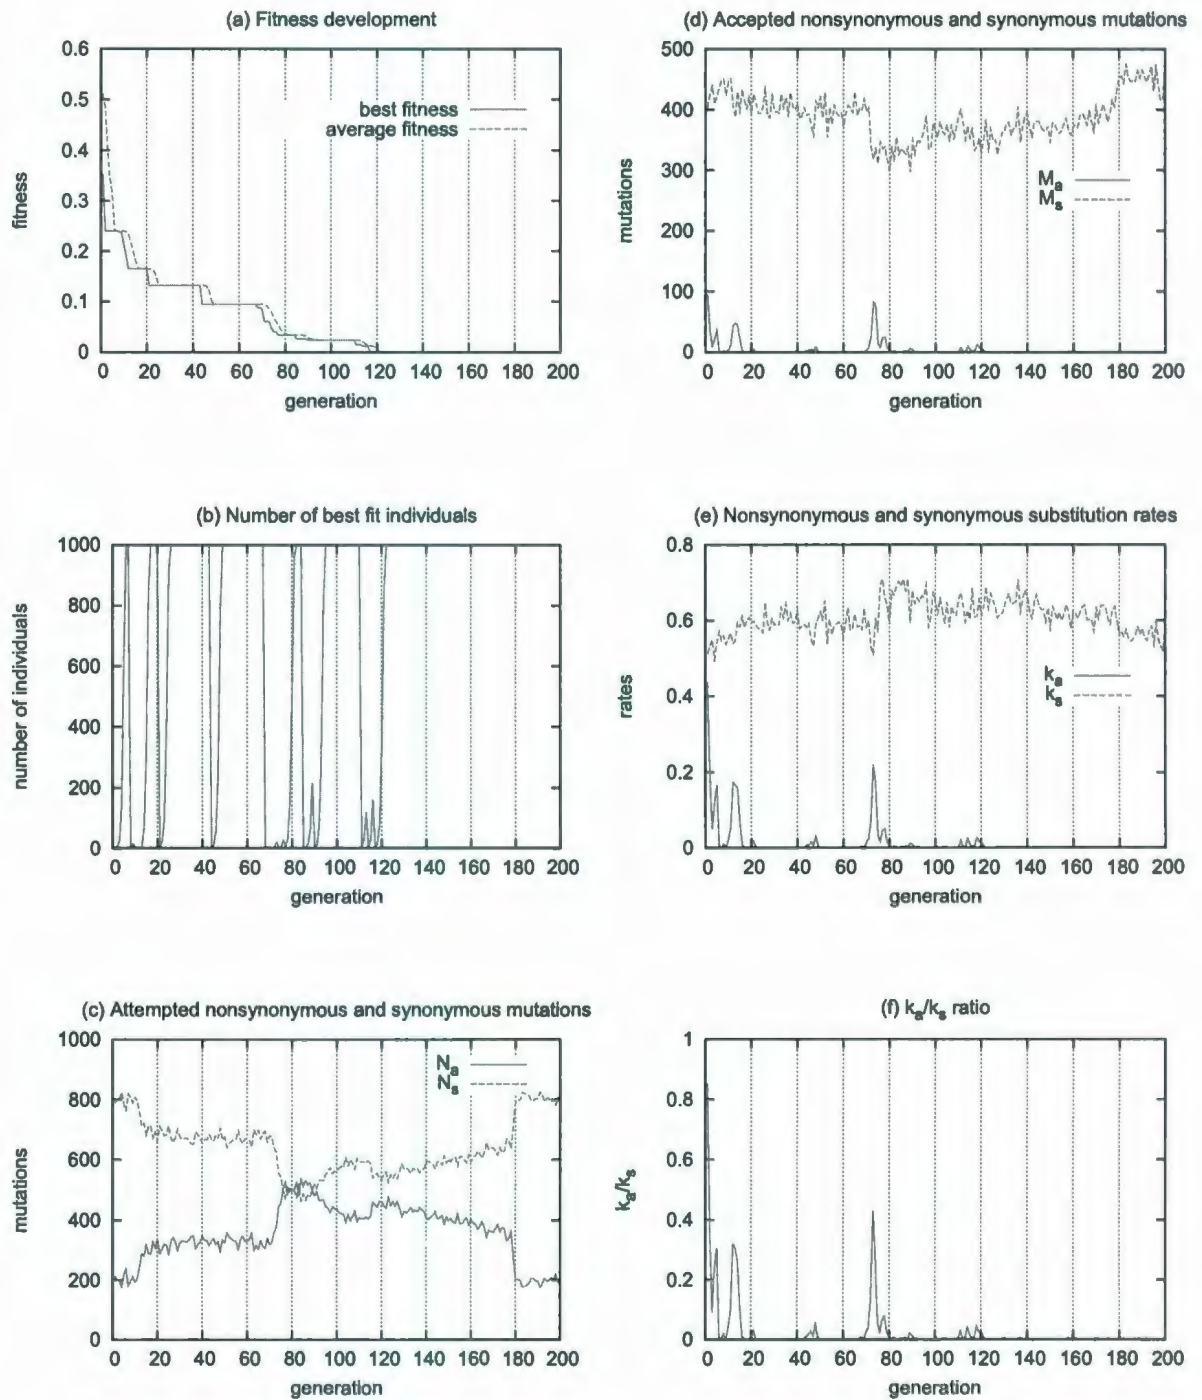 (a) Fitness development
0.6
0.5
0.4
0.3
0.2
0.1
0
fitness
best fitness
average fitness
0 20 40 60 80 100 120 140 160 180 200
generation
(d) Accepted nonsynonymous and synonymous mutations
500
400
300
200
100
0
mutations
Ma
Ms
0 20 40 60 80 100 120 140 160 180 200
generation
(b) Number of best fit individuals
1000
800
600
400
200
0
number of individuals
0 20 40 60 80 100 120 140 160 180 200
generation
(e) Nonsynonymous and synonymous substitution rates
0.8
0.6
0.4
0.2
0
rates
ka
ks
0 20 40 60 80 100 120 140 160 180 200
generation
(c) Attempted nonsynonymous and synonymous mutations
1000
800
600
400
200
0
mutations
Na
Ns
0 20 40 60 80 100 120 140 160 180 200
generation
(f) ka/ks ratio
1
0.8
0.6
0.4
0.2
0
ka/ks
0 20 40 60 80 100 120 140 160 180 200
generation